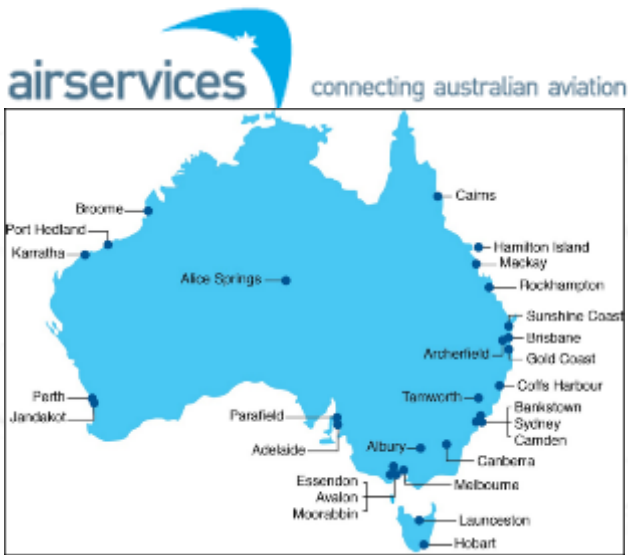 airservices connecting australian aviation
Cairns
Broome
Port Hedland
Hamilton Island
Karratha
Mackay
Alice Springs
Rockhampton
Sunshine Coast
Brisbane
Archerfield
Gold Coast
Coffs Harbour
Perth
Tamworth
Bankstown
Jandakot
Parafield
Sydney
Camden
Adelaide
Albury
Canberra
Essendon
Melbourne
Avalon
Moorabbin
Launceston
Hobart